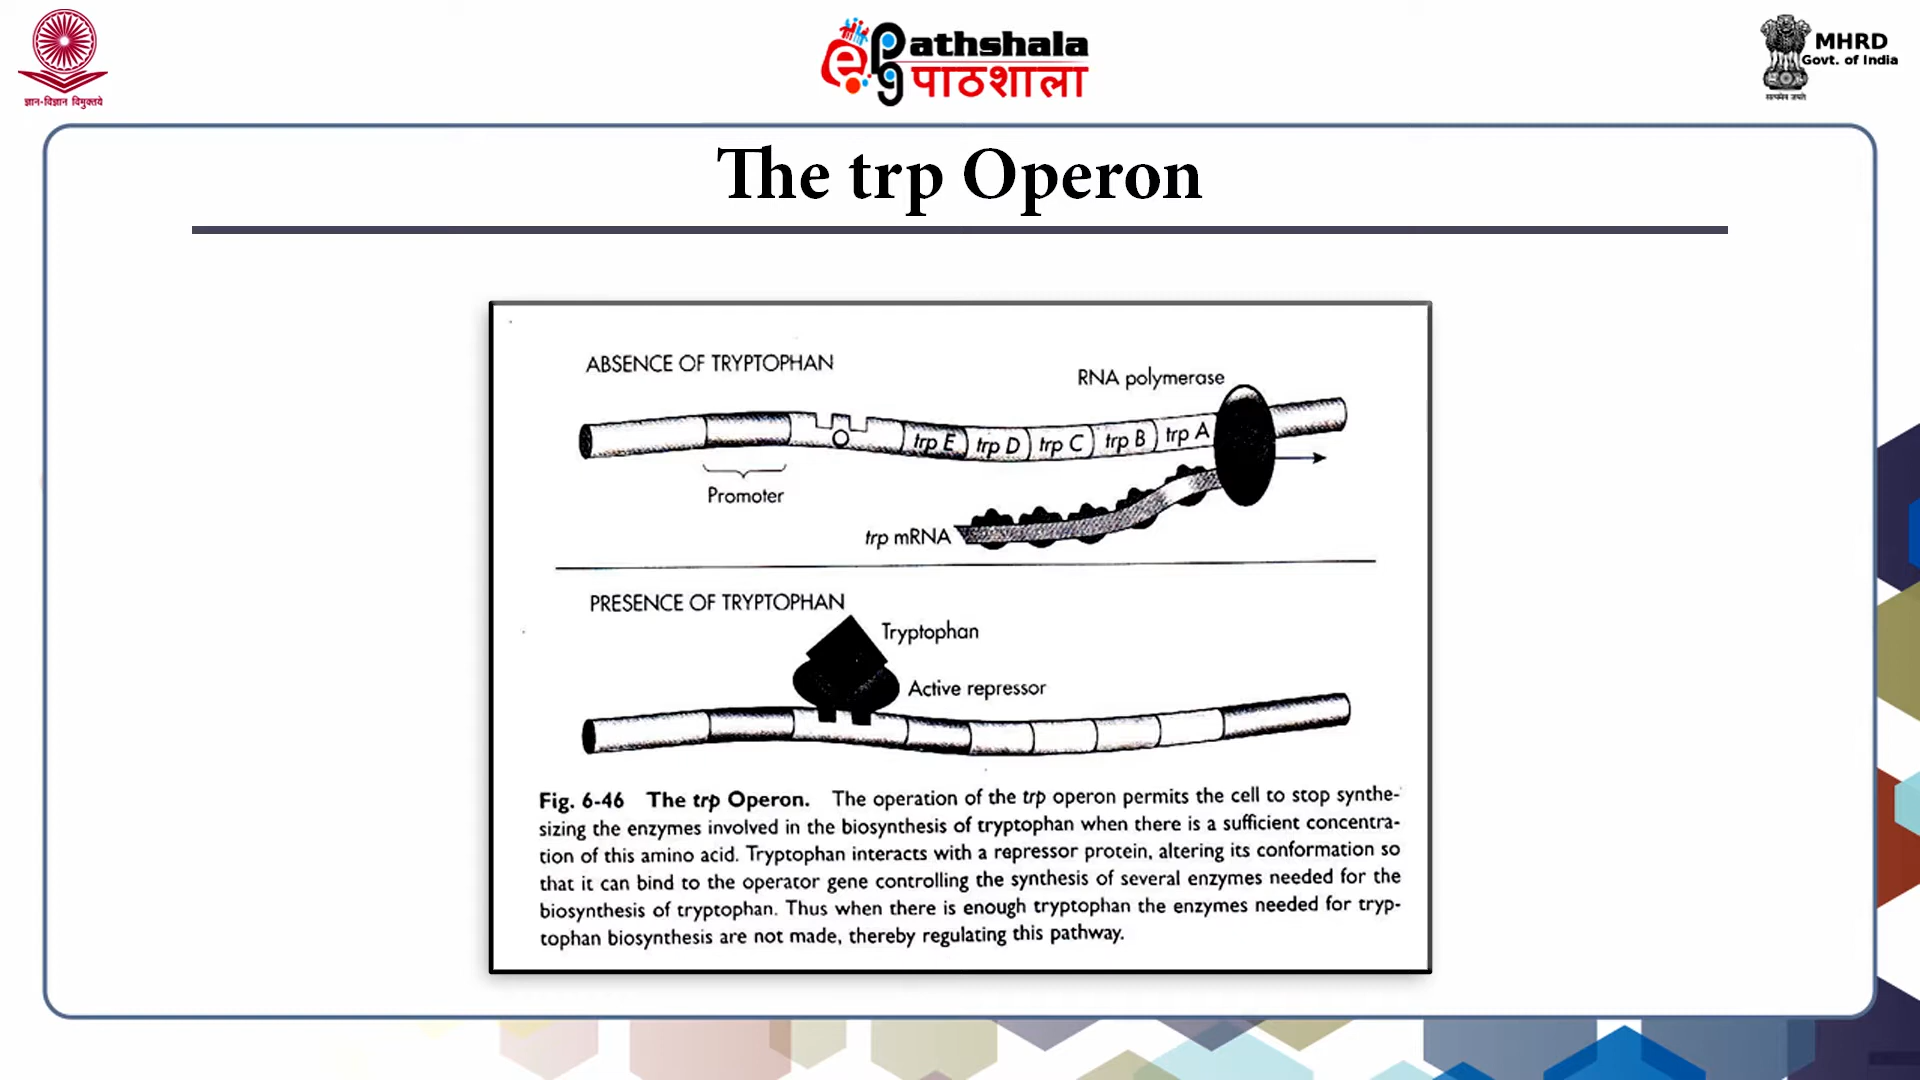 ज्ञान-विज्ञान विमुक्तये
ePG Pathshala
पाठशाला
MHRD
Govt. of India
सत्यमेव जयते
The trp Operon
ABSENCE OF TRYPTOPHAN
RNA polymerase
trp E trp D trp C trp B trp A
Promoter
trp mRNA
PRESENCE OF TRYPTOPHAN
Tryptophan
Active repressor
Fig. 6-46 The trp Operon. The operation of the trp operon permits the cell to stop synthe-
sizing the enzymes involved in the biosynthesis of tryptophan when there is a sufficient concentra-
tion of this amino acid. Tryptophan interacts with a repressor protein, altering its conformation so
that it can bind to the operator gene controlling the synthesis of several enzymes needed for the
biosynthesis of tryptophan. Thus when there is enough tryptophan the enzymes needed for tryp-
tophan biosynthesis are not made, thereby regulating this pathway.